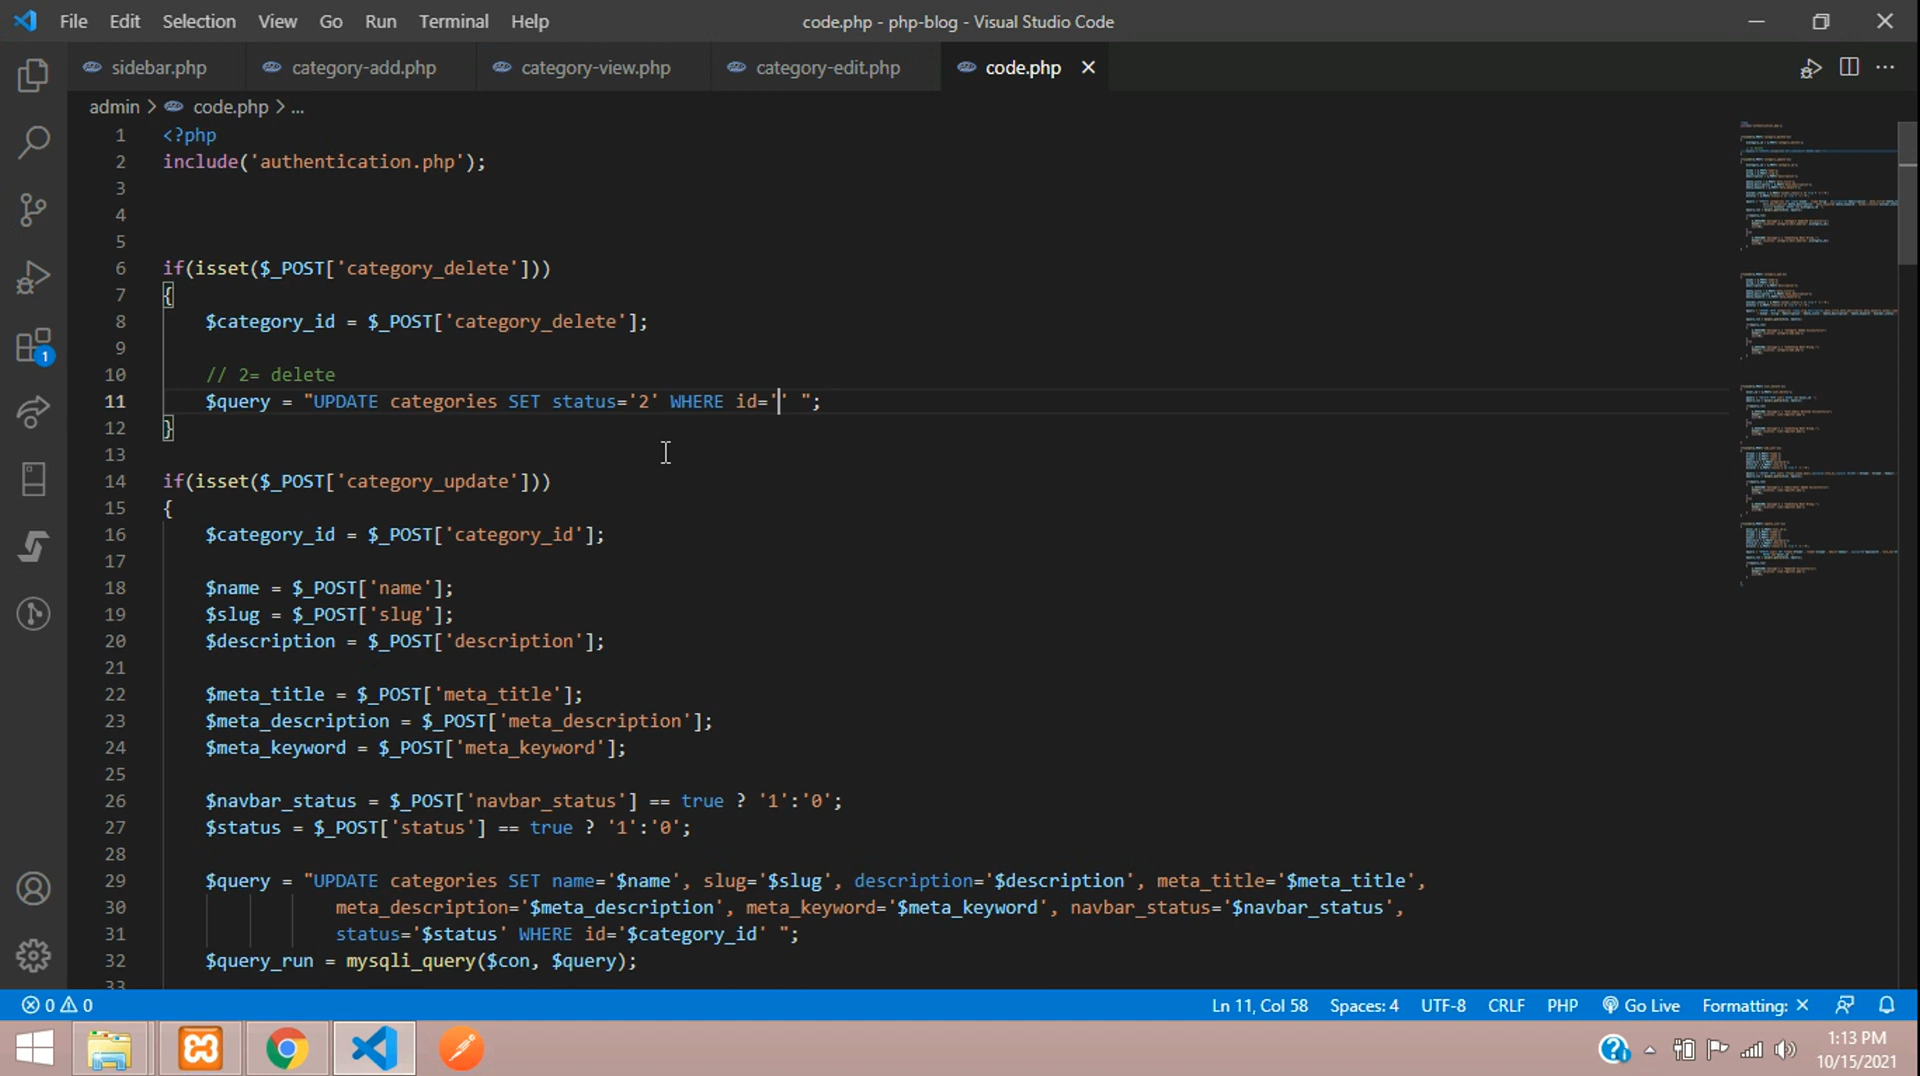 File Edit Selection View Go Run Terminal Help code.php - php-blog - Visual Studio Code
sidebar.php category-add.php category-view.php category-edit.php code.php
admin > code.php > ...
1 <?php
2 include('authentication.php');
3
4
5
6 if(isset($_POST['category_delete']))
7 {
8 $category_id = $_POST['category_delete'];
9
10 // 2= delete
11 $query = "UPDATE categories SET status='2' WHERE id='' ";
12 }
13
14 if(isset($_POST['category_update']))
15 {
16 $category_id = $_POST['category_id'];
17
18 $name = $_POST['name'];
19 $slug = $_POST['slug'];
20 $description = $_POST['description'];
21
22 $meta_title = $_POST['meta_title'];
23 $meta_description = $_POST['meta_description'];
24 $meta_keyword = $_POST['meta_keyword'];
25
26 $navbar_status = $_POST['navbar_status'] == true ? '1':'0';
27 $status = $_POST['status'] == true ? '1':'0';
28
29 $query = "UPDATE categories SET name='$name', slug='$slug', description='$description', meta_title='$meta_title',
30 meta_description='$meta_description', meta_keyword='$meta_keyword', navbar_status='$navbar_status',
31 status='$status' WHERE id='$category_id' ";
32 $query_run = mysqli_query($con, $query);
33
1
0 0 Ln 11, Col 58 Spaces: 4 UTF-8 CRLF PHP Go Live Formatting: ×
1:13 PM
10/15/2021